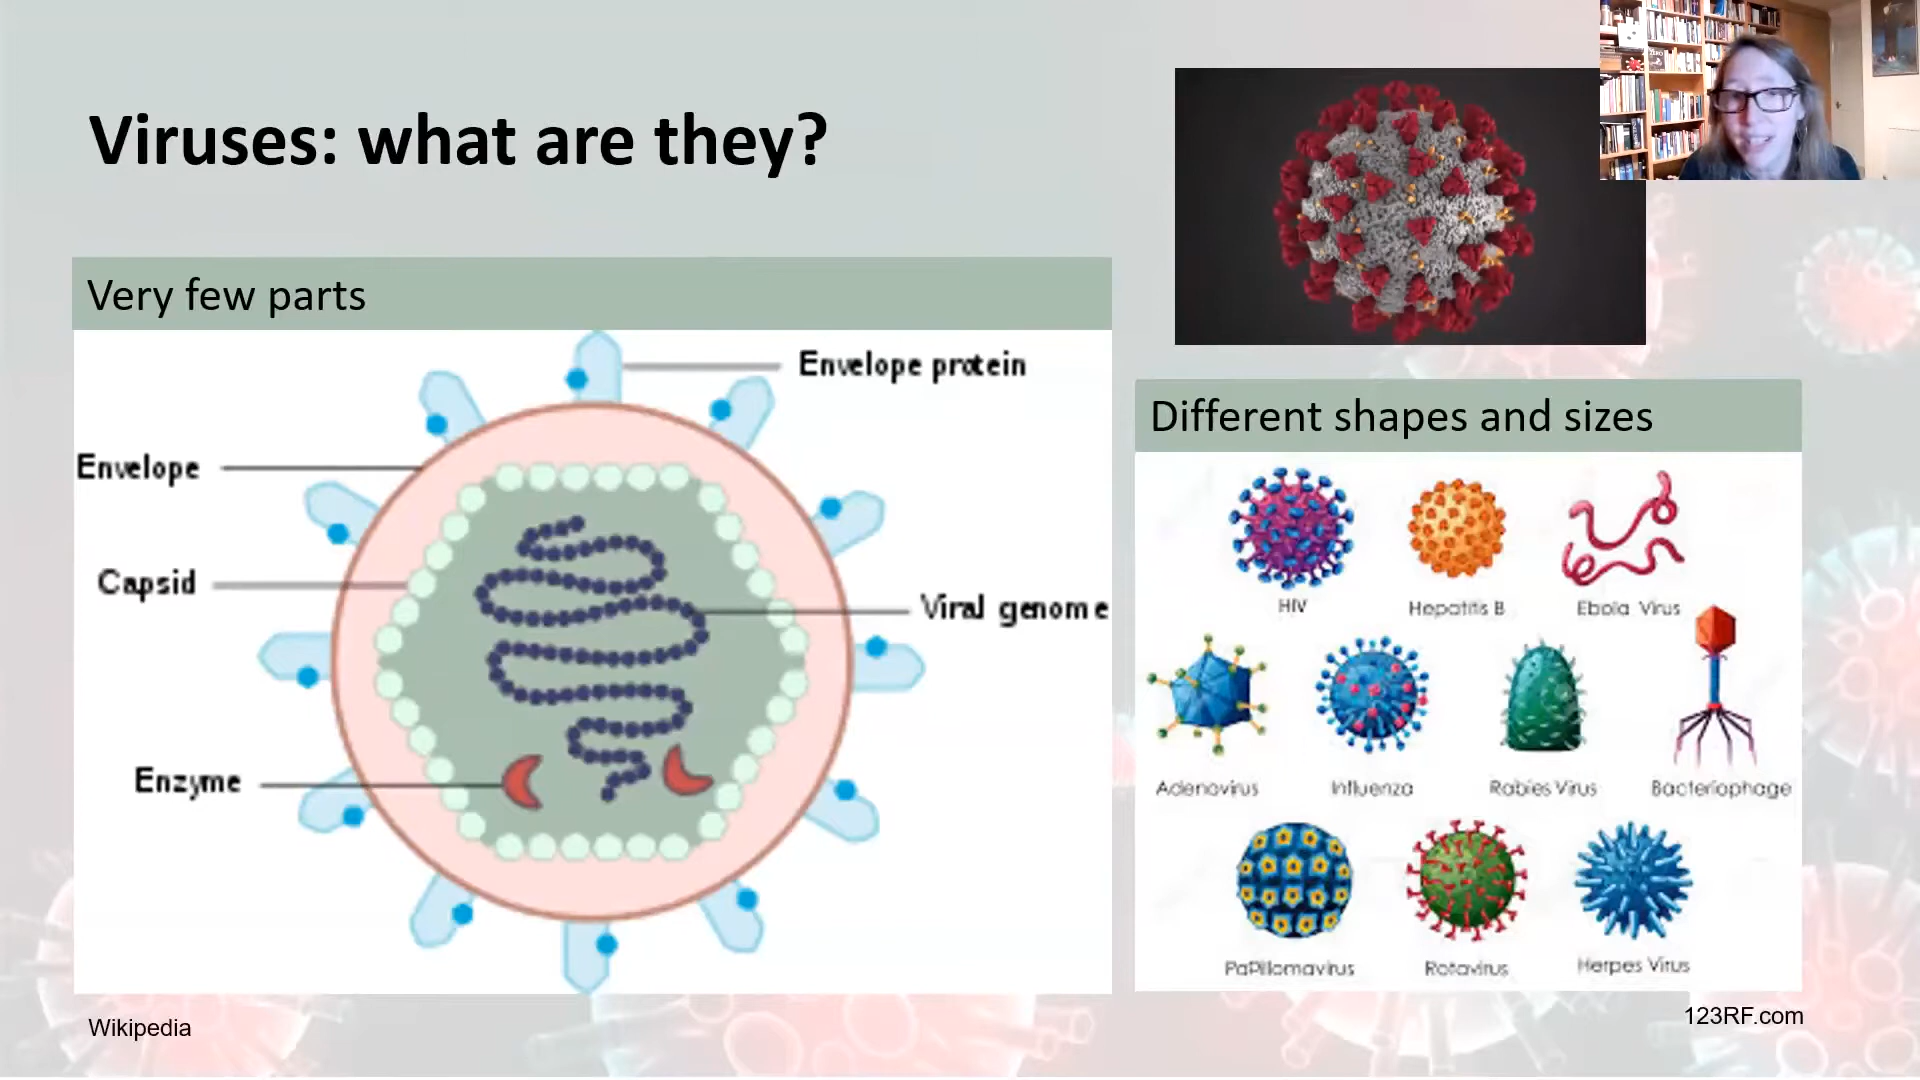 Viruses: what are they?
Very few parts
Envelope protein
Envelope
Capsid
Viral genome
Enzyme
Wikipedia
Different shapes and sizes
HIV
Hepatitis B
Ebola Virus
Adenovirus
Influenza
Rabies Virus
Bacteriophage
PaPillomavirus
Rotavirus
Herpes Virus
123RF.com